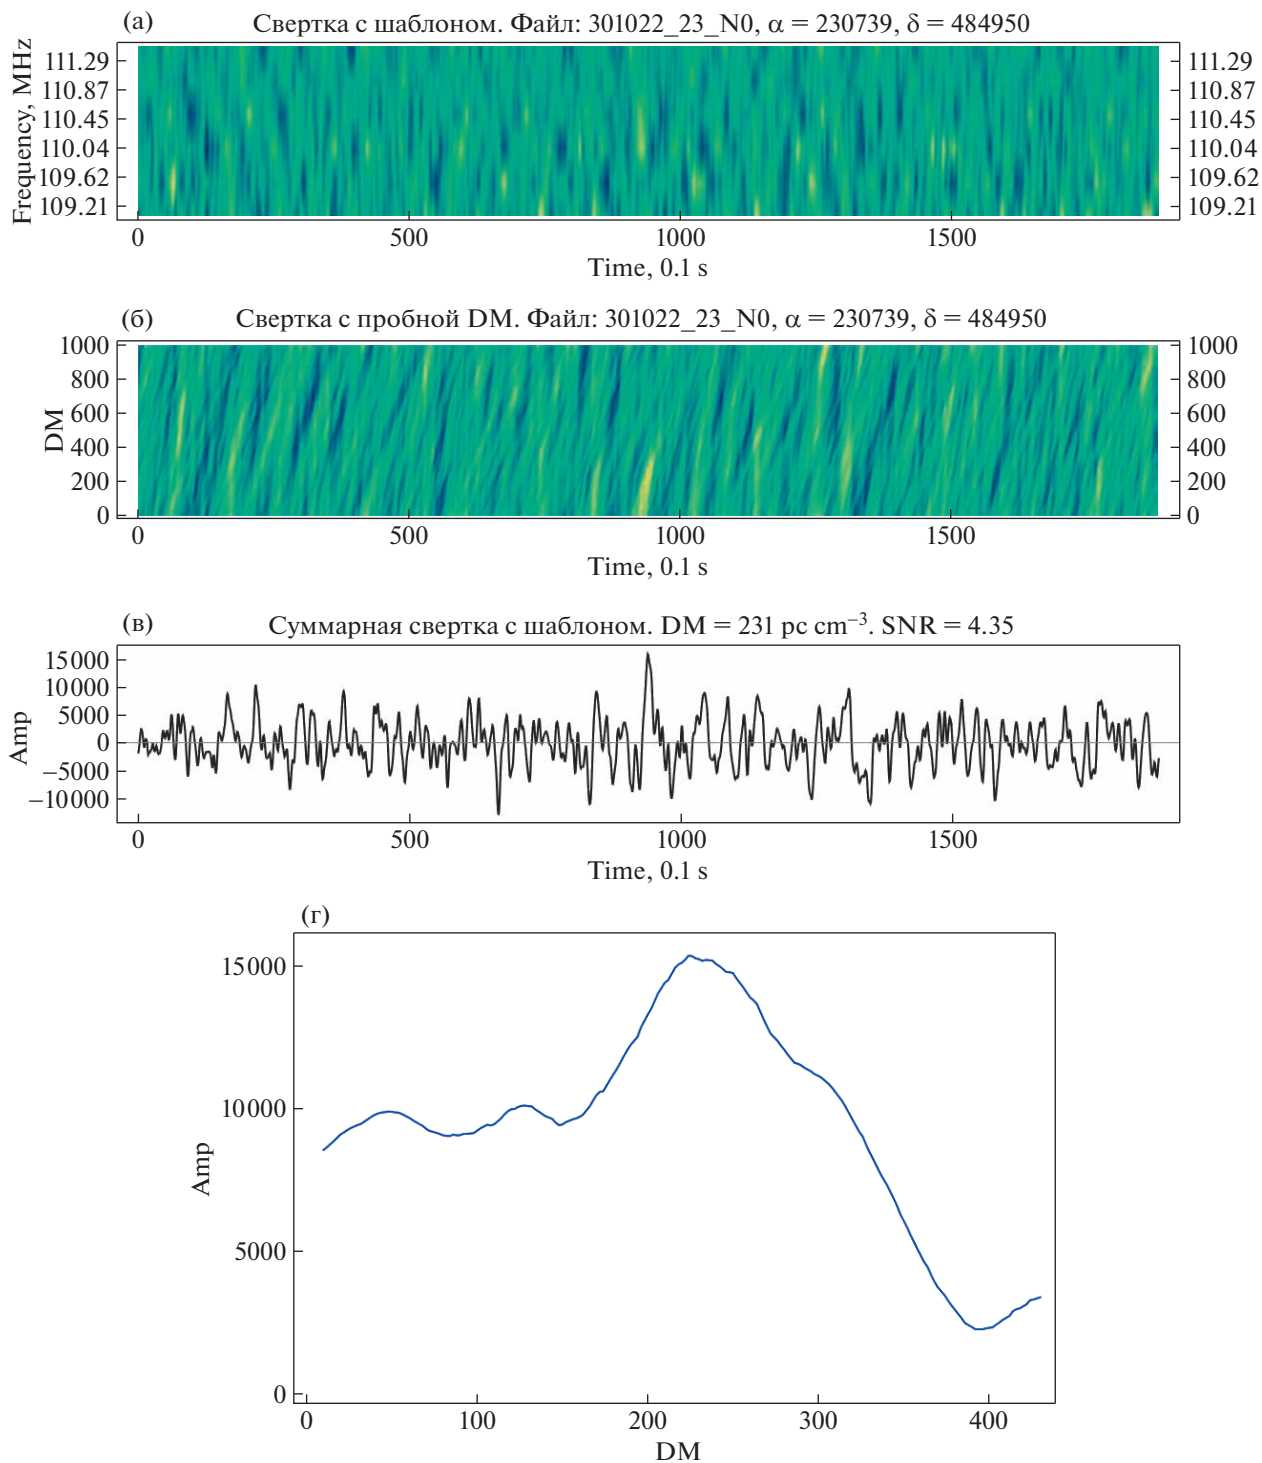 (а)
Свертка с шаблоном. Файл: 301022_23_N0, α = 230739, δ = 484950
Frequency, MHz
111.29 111.29
110.87 110.87
110.45 110.45
110.04 110.04
109.62 109.62
109.21 109.21
0 500 1000 1500
Time, 0.1 s
(б)
Свертка с пробной DM. Файл: 301022_23_N0, α = 230739, δ = 484950
DM
1000 1000
800 800
600 600
400 400
200 200
0 0
0 500 1000 1500
Time, 0.1 s
(в)
Суммарная свертка с шаблоном. DM = 231 pc cm⁻³. SNR = 4.35
Amp
15000
10000
5000
0
−5000
−10000
0 500 1000 1500
Time, 0.1 s
(г)
Amp
15000
10000
5000
0
0 100 200 300 400
DM